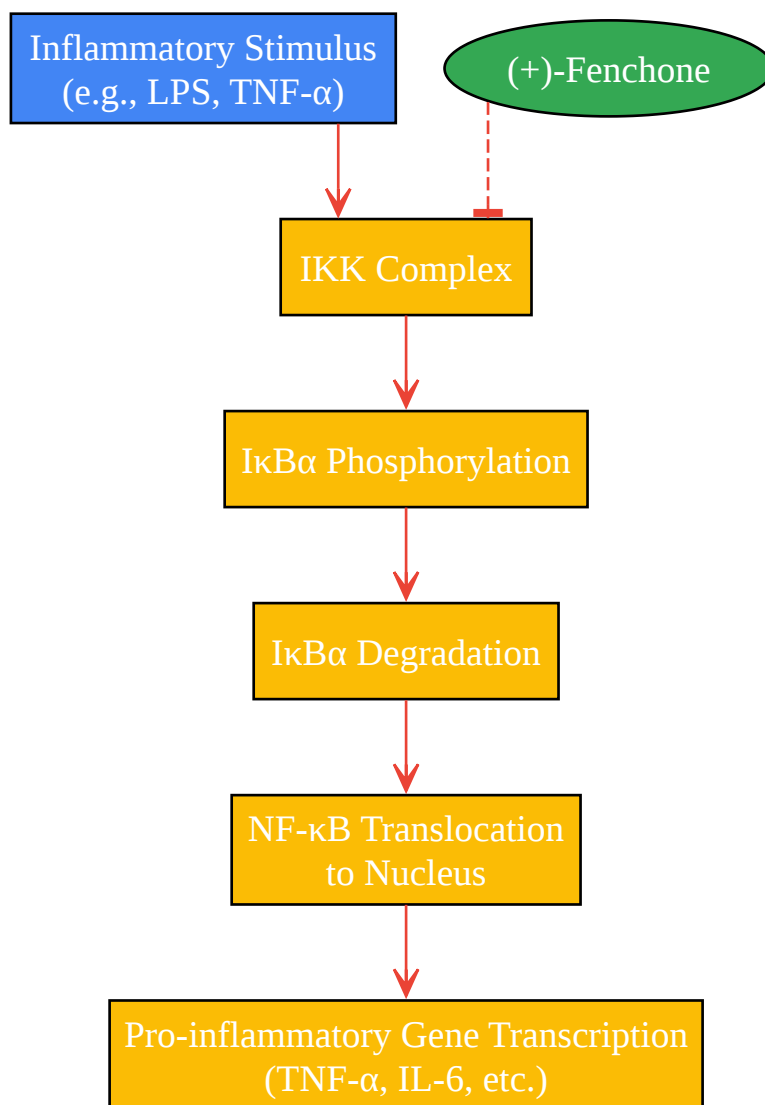 Inflammatory Stimulus
(e.g., LPS, TNF-α)
(+)-Fenchone
IKK Complex
IκBα Phosphorylation
IκBα Degradation
NF-κB Translocation
to Nucleus
Pro-inflammatory Gene Transcription
(TNF-α, IL-6, etc.)